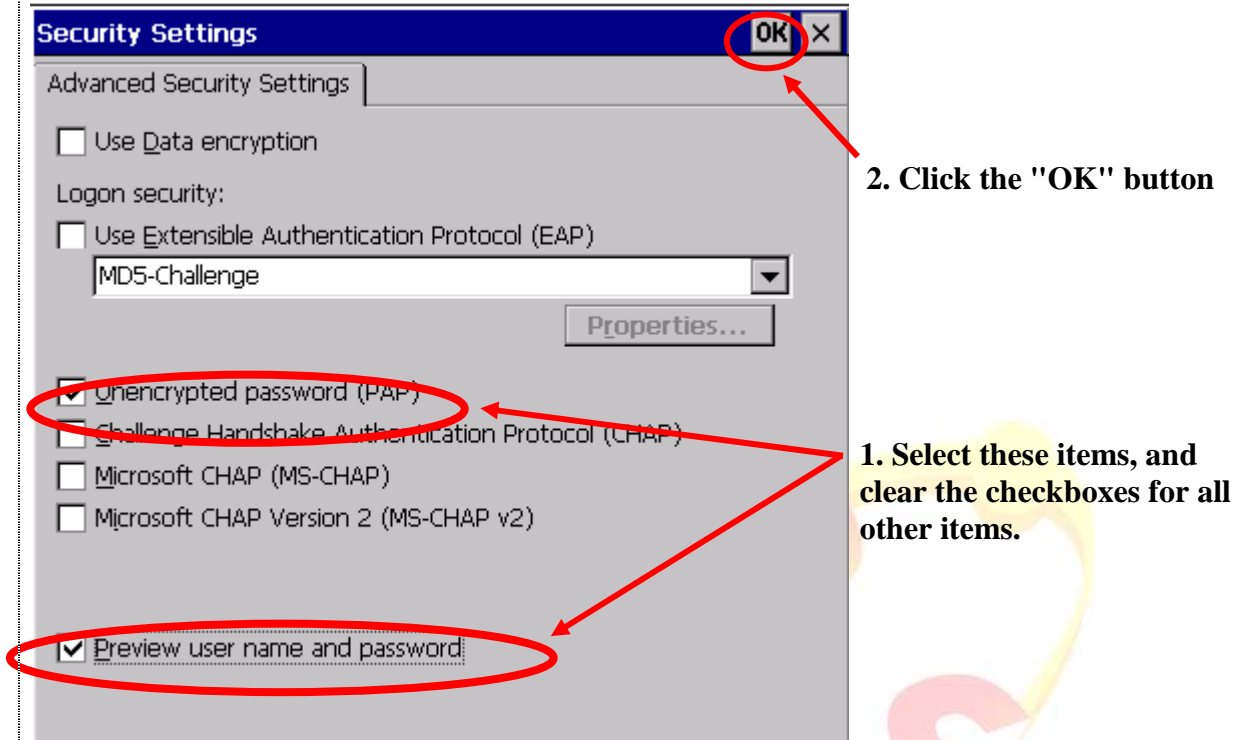 Security Settings OK ×
Advanced Security Settings
Use Data encryption
2. Click the "OK" button
Logon security:
Use Extensible Authentication Protocol (EAP)
MD5-Challenge
Properties...
Unencrypted password (PAP)
Challenge Handshake Authentication Protocol (CHAP)
1. Select these items, and
clear the checkboxes for all
other items.
Microsoft CHAP (MS-CHAP)
Microsoft CHAP Version 2 (MS-CHAP v2)
Preview user name and password